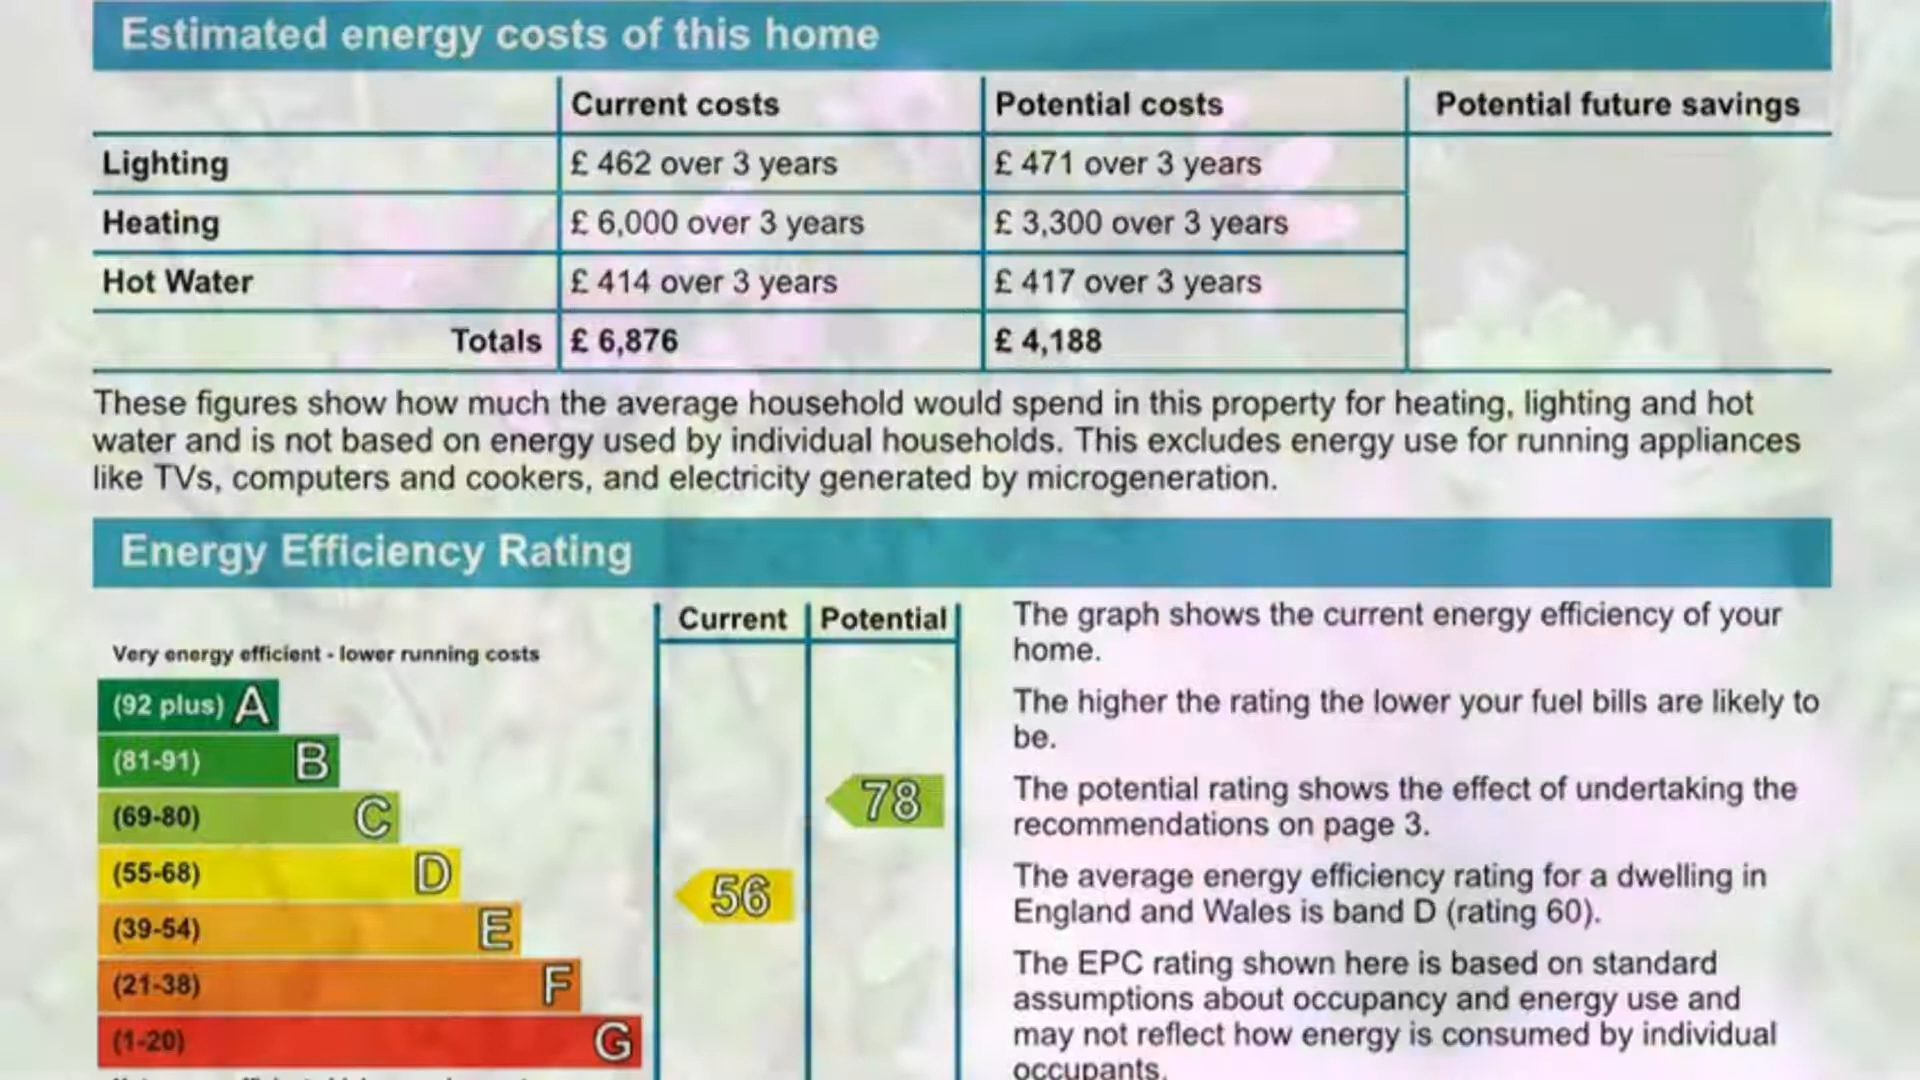 Estimated energy costs of this home
Current costs Potential costs Potential future savings
Lighting £ 462 over 3 years £ 471 over 3 years
Heating £ 6,000 over 3 years £ 3,300 over 3 years
Hot Water £ 414 over 3 years £ 417 over 3 years
Totals £ 6,876 £ 4,188
These figures show how much the average household would spend in this property for heating, lighting and hot
water and is not based on energy used by individual households. This excludes energy use for running appliances
like TVs, computers and cookers, and electricity generated by microgeneration.
Energy Efficiency Rating
Current Potential
Very energy efficient - lower running costs
(92 plus) A
(81-91) B
(69-80) C
(55-68) D
(39-54) E
(21-38) F
(1-20) G
56
78
The graph shows the current energy efficiency of your
home.
The higher the rating the lower your fuel bills are likely to
be.
The potential rating shows the effect of undertaking the
recommendations on page 3.
The average energy efficiency rating for a dwelling in
England and Wales is band D (rating 60).
The EPC rating shown here is based on standard
assumptions about occupancy and energy use and
may not reflect how energy is consumed by individual
occupants.